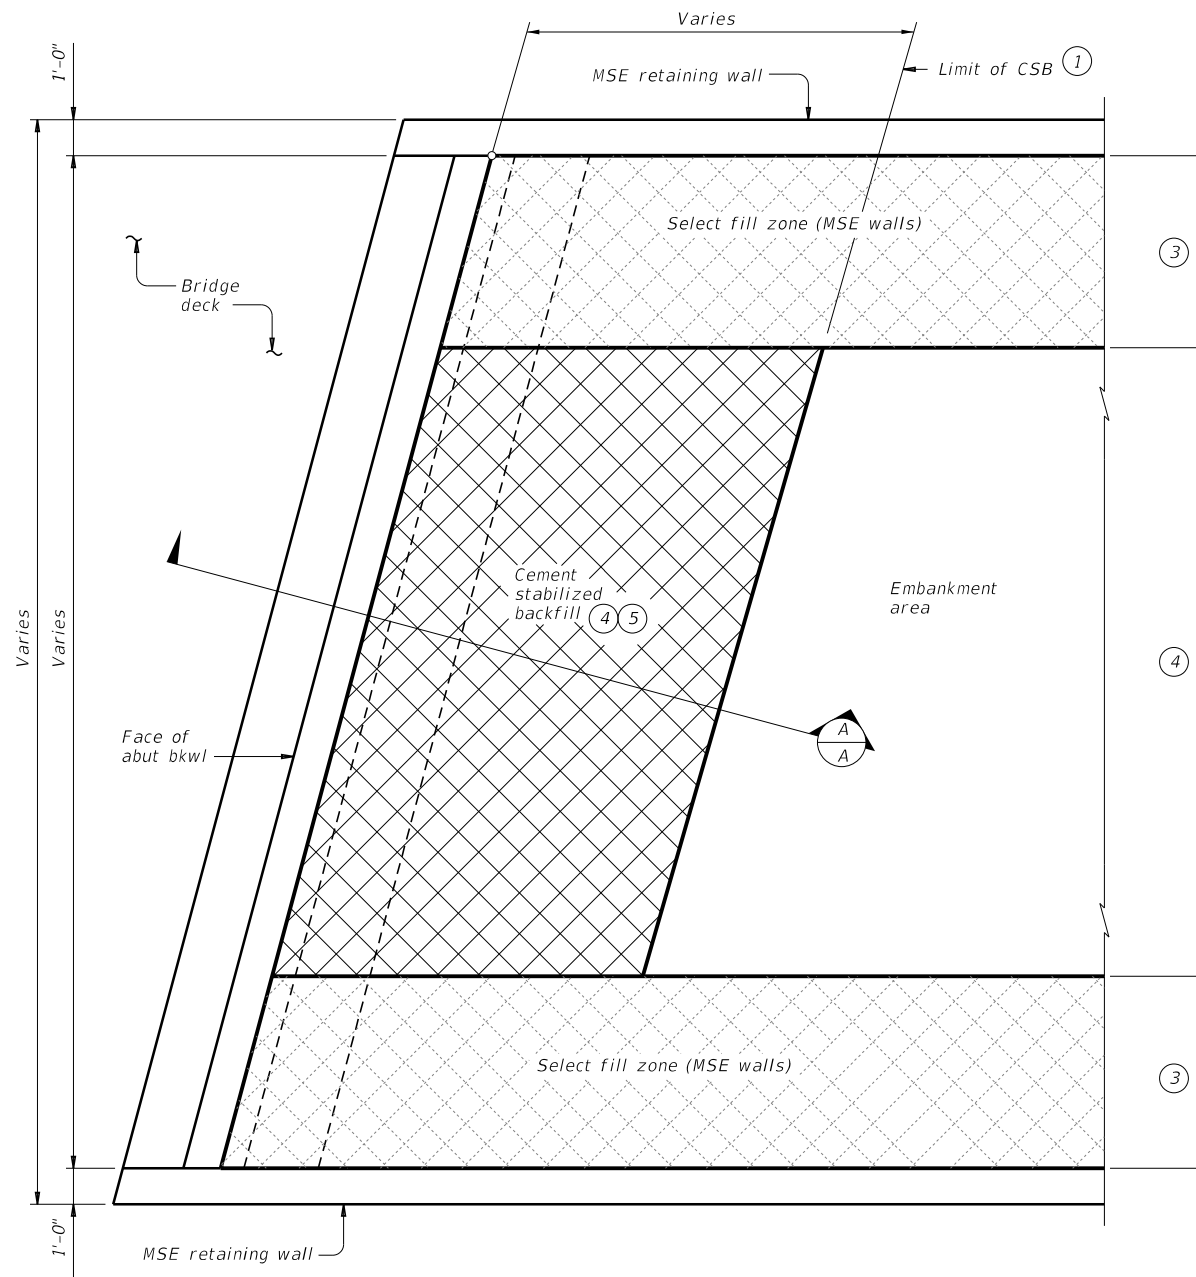 Varies
1'-0"
MSE retaining wall
Limit of CSB 1
Select fill zone (MSE walls)
3
Bridge
deck
Cement
stabilized
backfill 4 5
Embankment
area
Varies
Varies
4
Face of
abut bkwl
A
A
Select fill zone (MSE walls)
3
1'-0"
MSE retaining wall